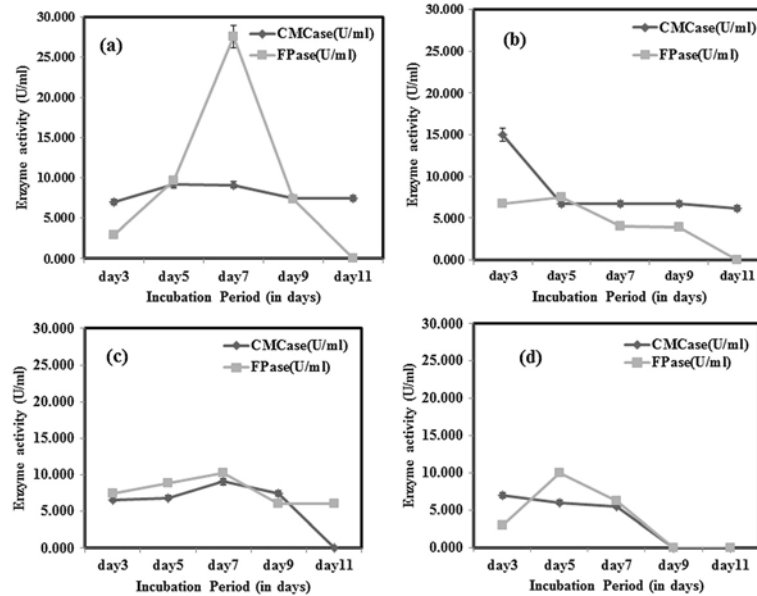 (a)
CMCase(U/ml)
FPase(U/ml)
Enzyme activity (U/ml)
30.000
25.000
20.000
15.000
10.000
5.000
0.000
day3 day5 day7 day9 day11
Incubation Period (in days)
(b)
CMCase(U/ml)
FPase(U/ml)
Enzyme activity (U/ml)
30.000
25.000
20.000
15.000
10.000
5.000
0.000
day3 day5 day7 day9 day11
Incubation Period (in days)
(c)
CMCase(U/ml)
FPase(U/ml)
Enzyme activity (U/ml)
30.000
25.000
20.000
15.000
10.000
5.000
0.000
day3 day5 day7 day9 day11
Incubation Period (in days)
(d)
CMCase(U/ml)
FPase(U/ml)
Enzyme activity (U/ml)
30.000
25.000
20.000
15.000
10.000
5.000
0.000
day3 day5 day7 day9 day11
Incubation Period (in days)